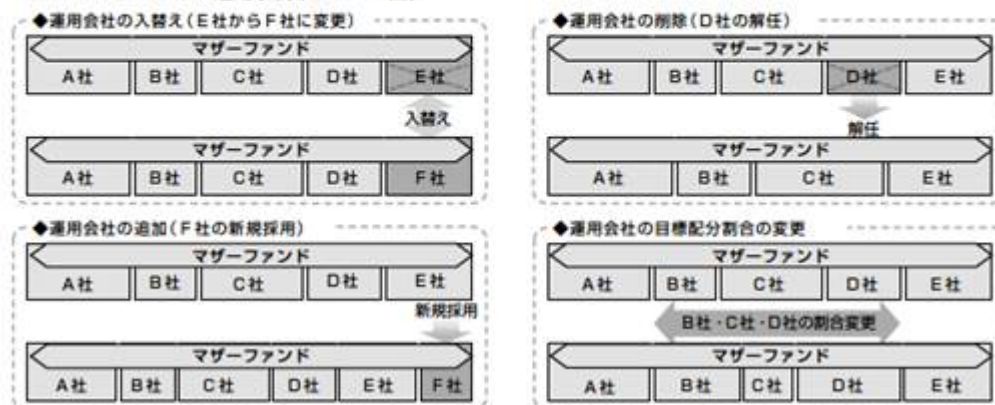 ◆運用会社の入替え(E社からF社に変更)
マザーファンド
A社 B社 C社 D社 E社
入替え
マザーファンド
A社 B社 C社 D社 F社
◆運用会社の削除(D社の解任)
マザーファンド
A社 B社 C社 D社 E社
解任
マザーファンド
A社 B社 C社 E社
◆運用会社の追加(F社の新規採用)
マザーファンド
A社 B社 C社 D社 E社
新規採用
マザーファンド
A社 B社 C社 D社 E社 F社
◆運用会社の目標配分割合の変更
マザーファンド
A社 B社 C社 D社 E社
B社・C社・D社の割合変更
マザーファンド
A社 B社 C社 D社 E社